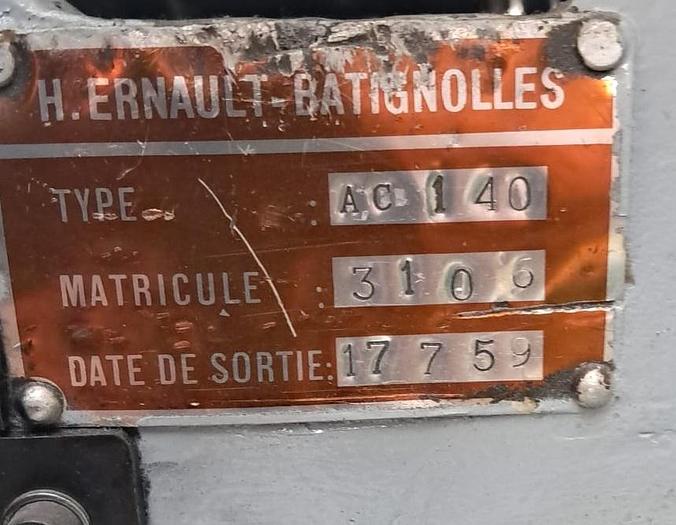 H. ERNAULT-BATIGNOLLES
TYPE : AC 140
MATRICULE : 3106
DATE DE SORTIE: 17 7 59